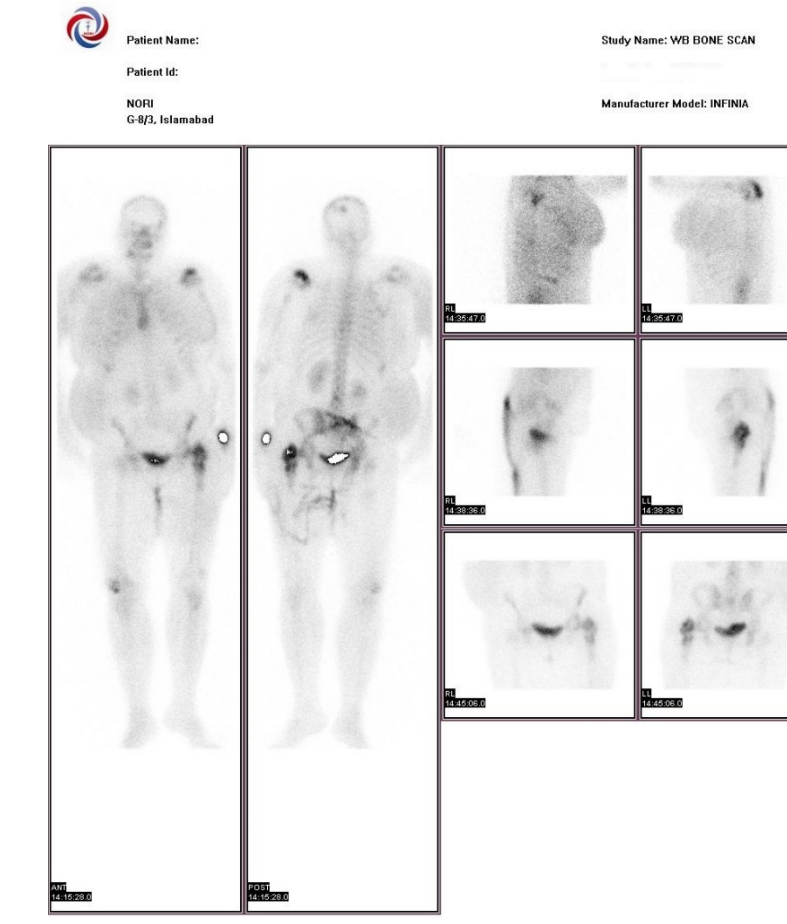 Patient Name:
Study Name: WB BONE SCAN
Patient Id:
NORI
Manufacturer Model: INFINIA
G-8/3, Islamabad
RL
14:35:47.0
LL
14:35:47.0
RL
14:38:36.0
LL
14:38:36.0
RL
14:45:06.0
LL
14:45:06.0
ANT
14:15:28.0
POST
14:15:28.0